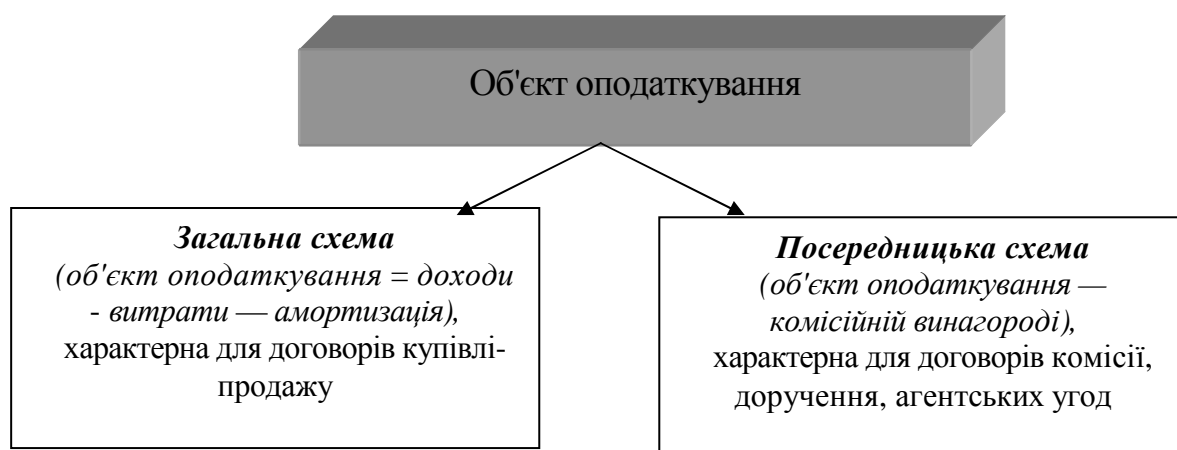 Об'єкт оподаткування
Загальна схема
(об'єкт оподаткування = доходи
- витрати — амортизація),
характерна для договорів купівлі-
продажу
Посередницька схема
(об'єкт оподаткування —
комісійній винагороді),
характерна для договорів комісії,
доручення, агентських угод